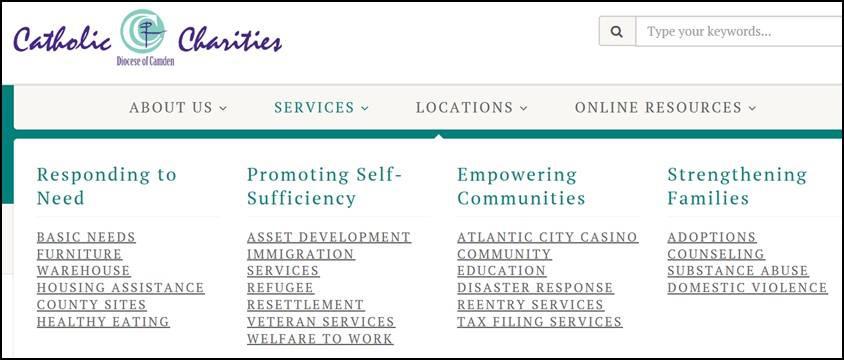 Catholic Charities
Diocese of Camden
Type your keywords...
ABOUT US SERVICES LOCATIONS ONLINE RESOURCES
Responding to
Need
BASIC NEEDS
FURNITURE
WAREHOUSE
HOUSING ASSISTANCE
COUNTY SITES
HEALTHY EATING
Promoting Self-
Sufficiency
ASSET DEVELOPMENT
IMMIGRATION
SERVICES
REFUGEE
RESETTLEMENT
VETERAN SERVICES
WELFARE TO WORK
Empowering
Communities
ATLANTIC CITY CASINO
COMMUNITY
EDUCATION
DISASTER RESPONSE
REENTRY SERVICES
TAX FILING SERVICES
Strengthening
Families
ADOPTIONS
COUNSELING
SUBSTANCE ABUSE
DOMESTIC VIOLENCE